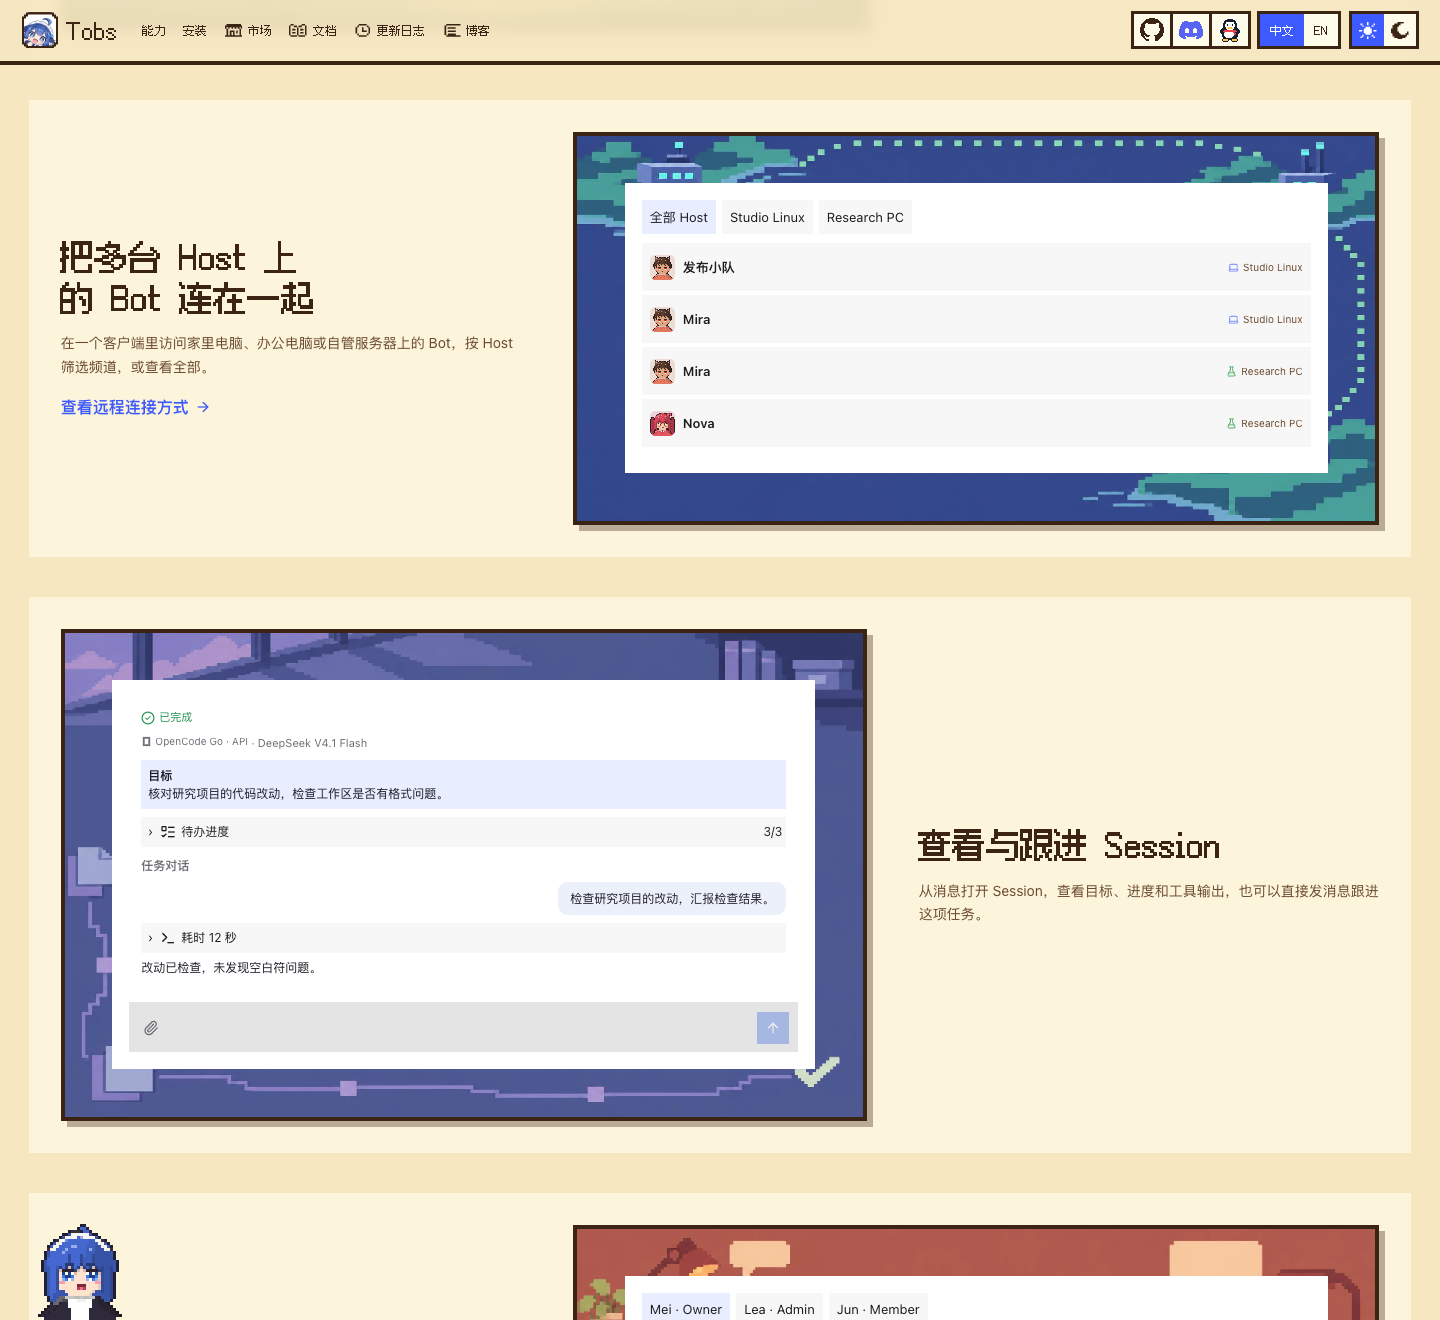 Tobs
能力 安装 市场 文档 更新日志 博客
中文 EN
把多台 Host 上
的 Bot 连在一起
在一个客户端里访问家里电脑、办公电脑或自管服务器上的 Bot，按 Host
筛选频道，或查看全部。
查看远程连接方式 →
全部 Host Studio Linux Research PC
发布小队 Studio Linux
Mira Studio Linux
Mira Research PC
Nova Research PC
已完成
OpenCode Go · API · DeepSeek V4.1 Flash
目标
核对研究项目的代码改动，检查工作区是否有格式问题。
› 待办进度 3/3
任务对话
检查研究项目的改动，汇报检查结果。
› 耗时 12 秒
改动已检查，未发现空白符问题。
查看与跟进 Session
从消息打开 Session，查看目标、进度和工具输出，也可以直接发消息跟进
这项任务。
Mei · Owner Lea · Admin Jun · Member